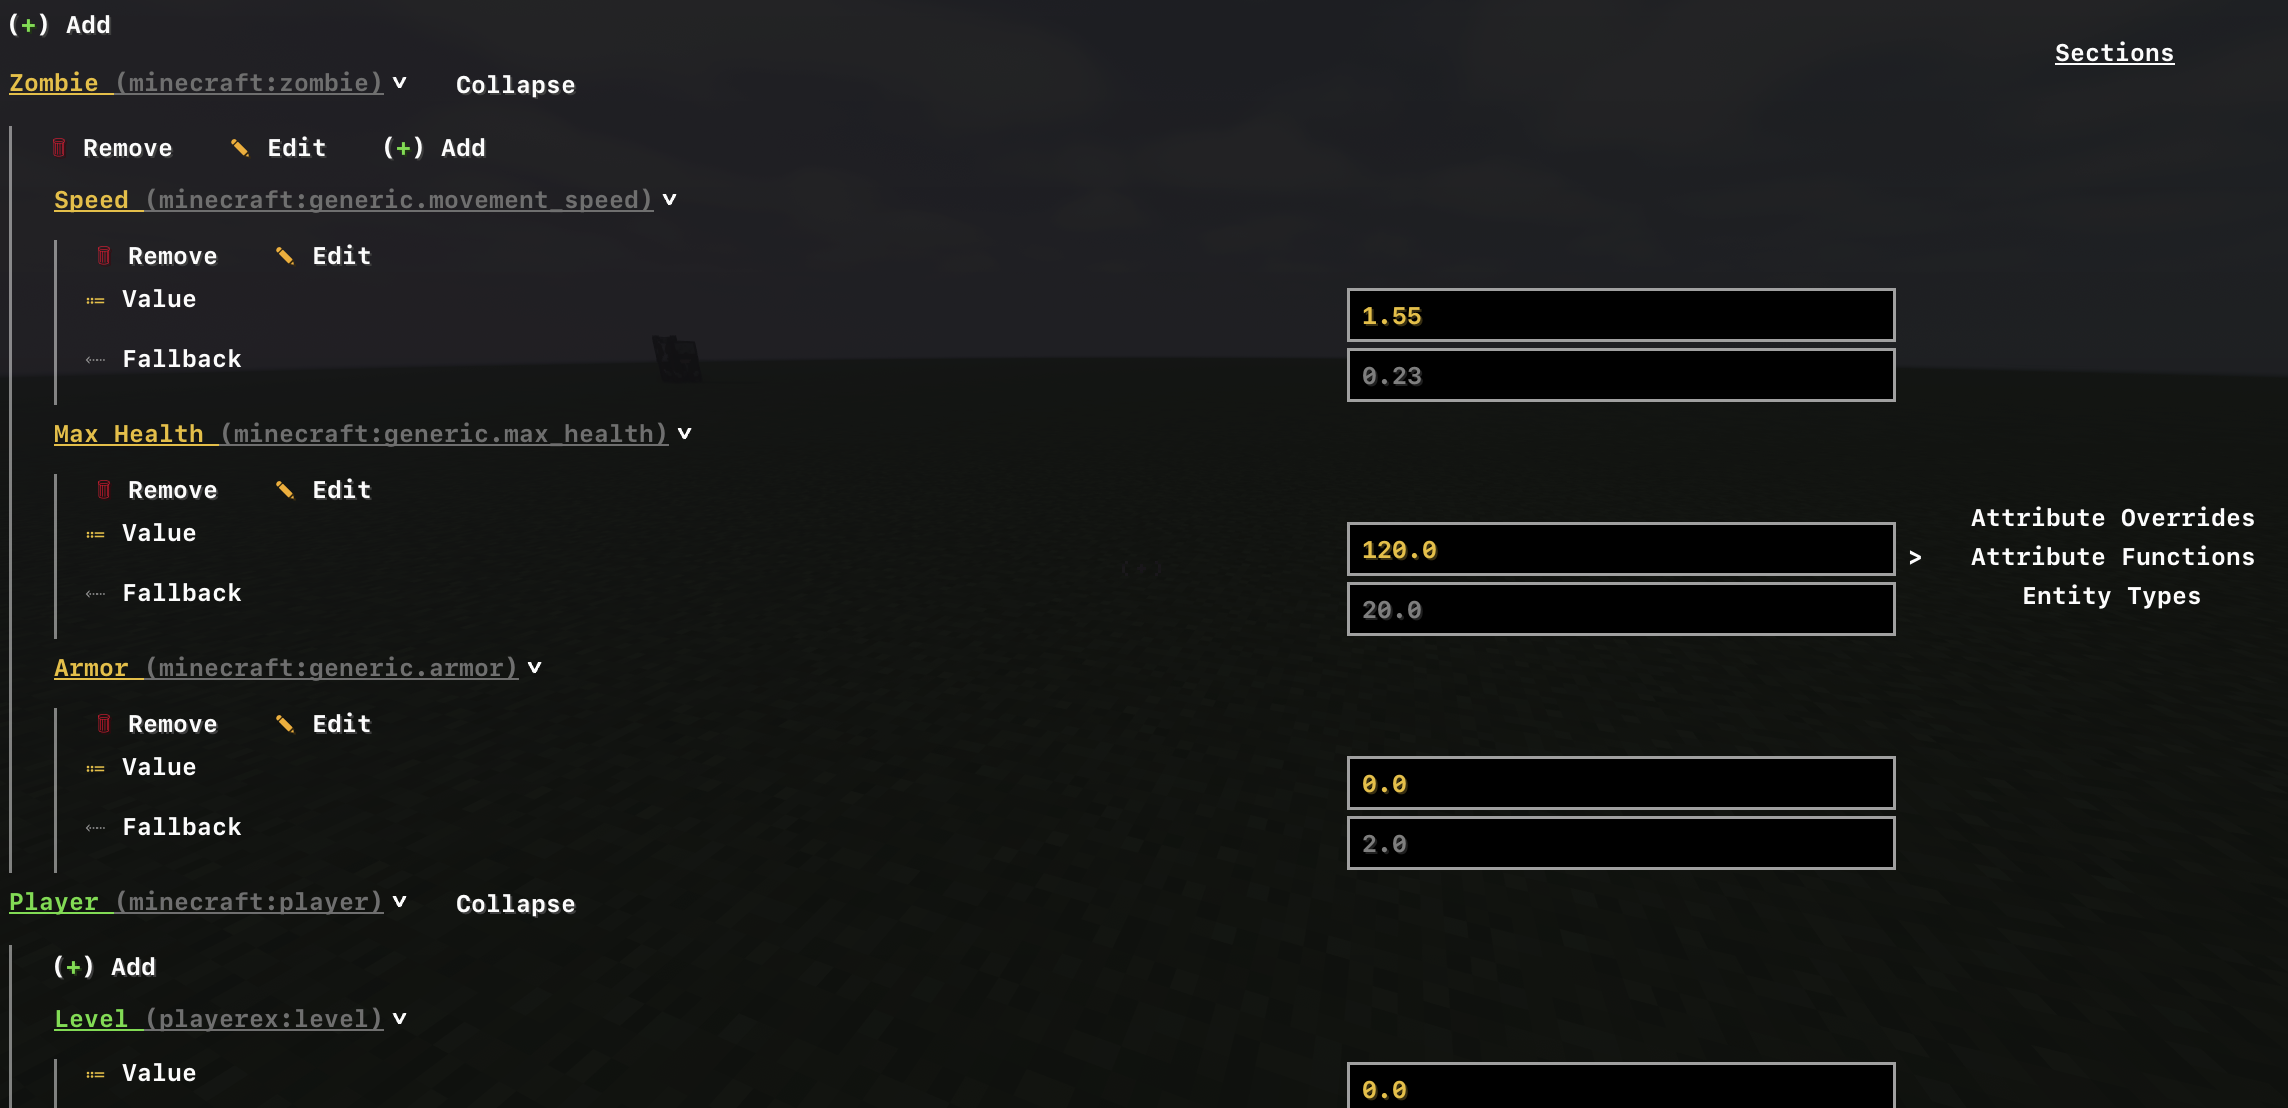 (+) Add
Sections
Zombie (minecraft:zombie) v Collapse
Remove Edit (+) Add
Speed (minecraft:generic.movement_speed) v
Remove Edit
Value 1.55
Fallback 0.23
Max Health (minecraft:generic.max_health) v
Remove Edit
Value 120.0
Fallback 20.0
Attribute Overrides
> Attribute Functions
Entity Types
Armor (minecraft:generic.armor) v
Remove Edit
Value 0.0
Fallback 2.0
Player (minecraft:player) v Collapse
(+) Add
Level (playerex:level) v
Value 0.0